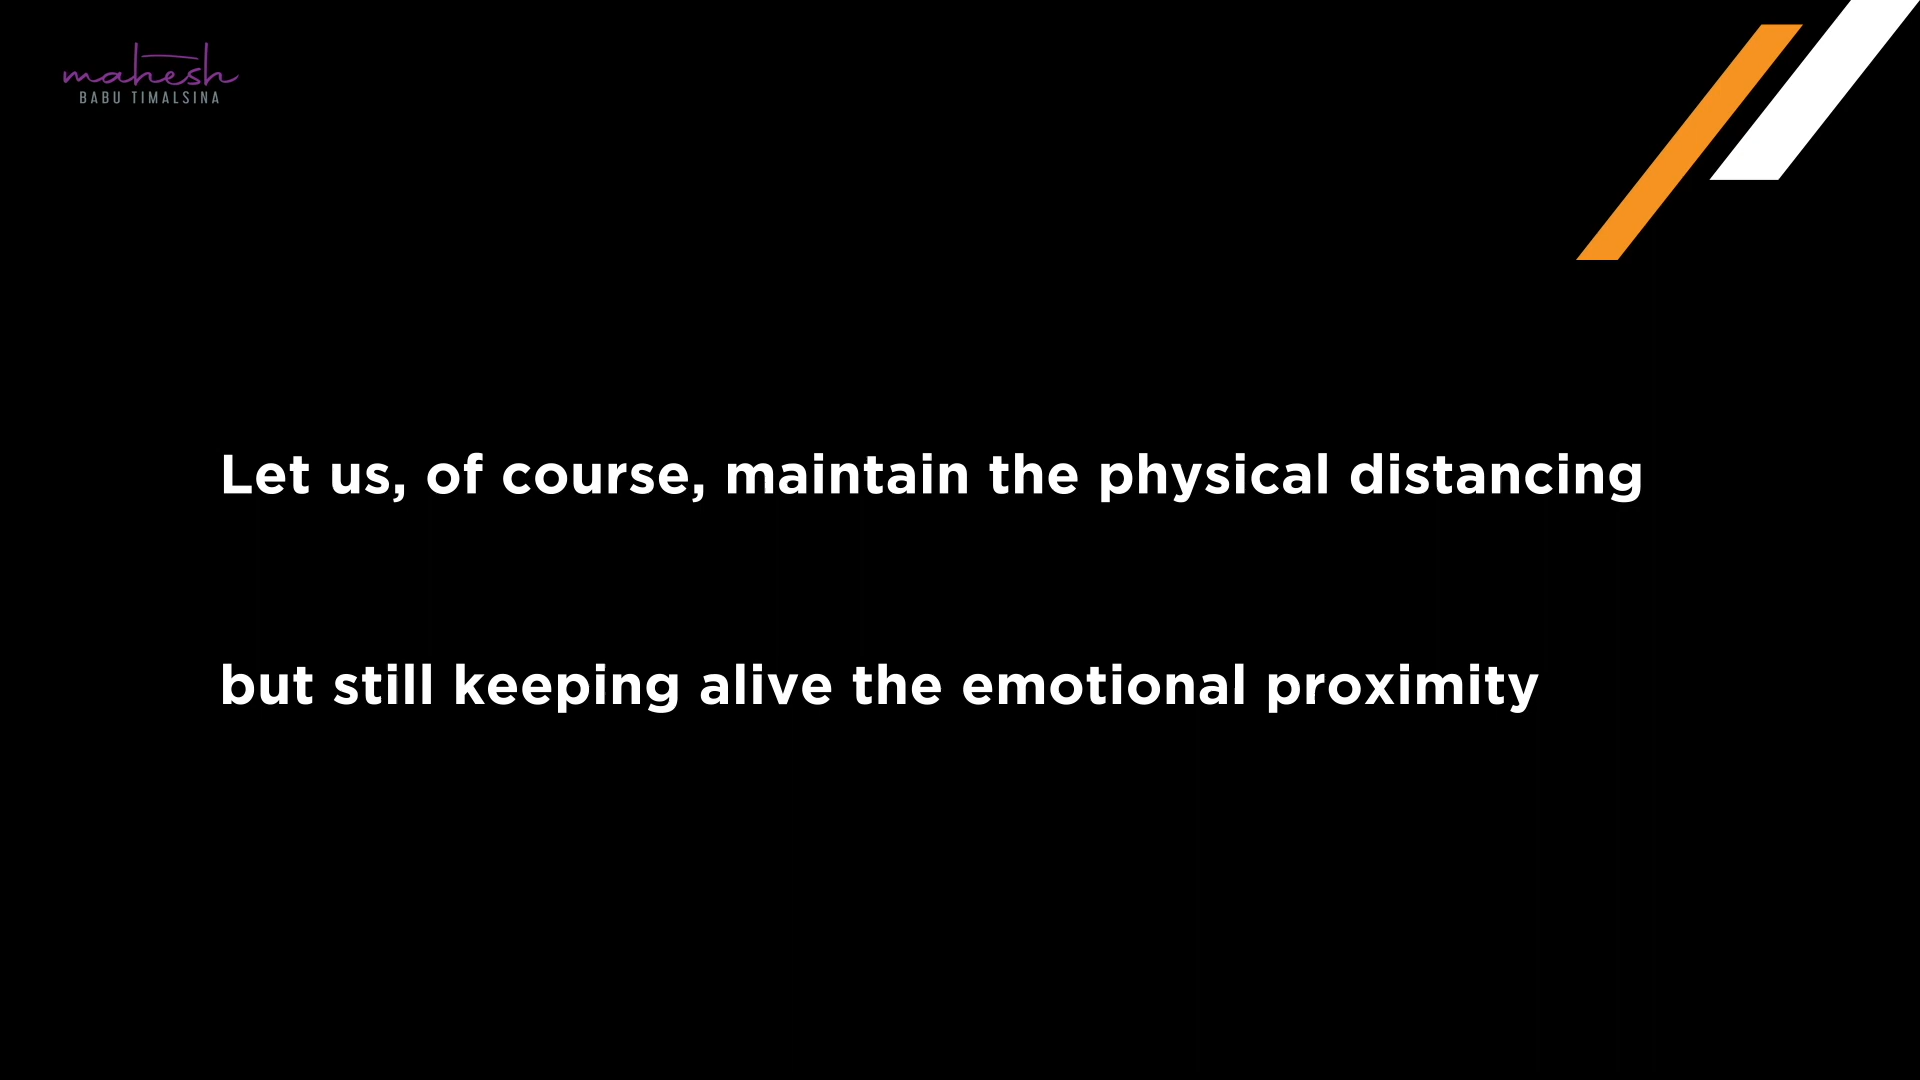 mahesh
BABU TIMALSINA
Let us, of course, maintain the physical distancing
but still keeping alive the emotional proximity